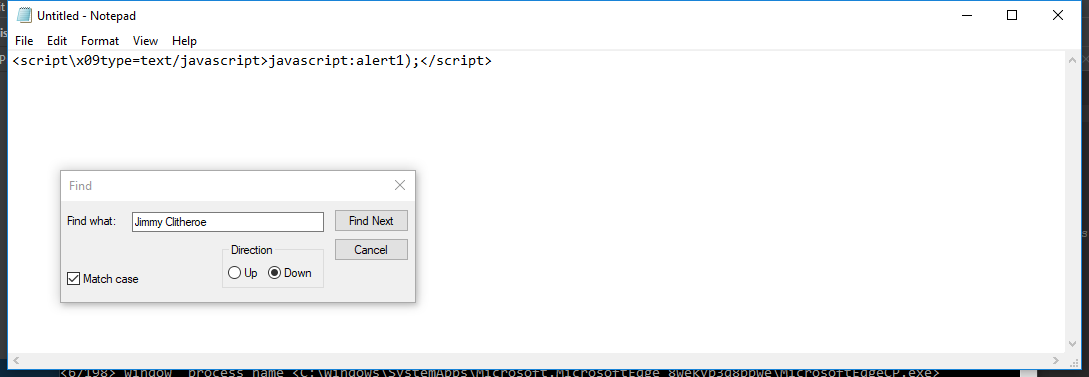 Untitled - Notepad
File Edit Format View Help
<script\x09type=text/javascript>javascript:alert1);</script>
Find
Find what: Jimmy Clitheroe Find Next
Direction Cancel
Up Down
Match case
<6/198> window process name <C:\Windows\SystemApps\Microsoft.MicrosoftEdge_8wekyb3d8bbwe\MicrosoftEdgeCP.exe>